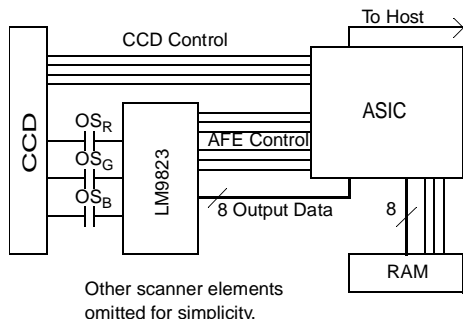 To Host
CCD Control
ASIC
CCD
OSR
OSG
OSB
LM9823
AFE Control
8 Output Data
8
RAM
Other scanner elements
omitted for simplicity.